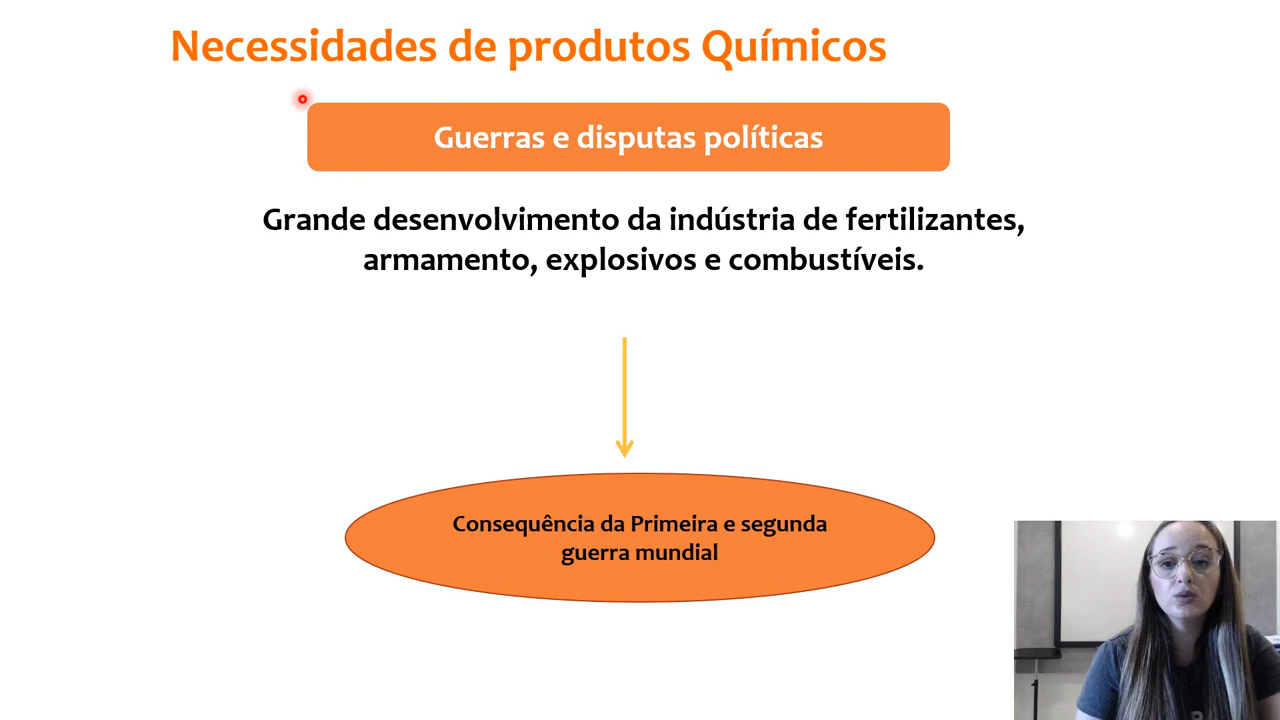 Necessidades de produtos Químicos
Guerras e disputas políticas
Grande desenvolvimento da indústria de fertilizantes,
armamento, explosivos e combustíveis.
Consequência da Primeira e segunda
guerra mundial